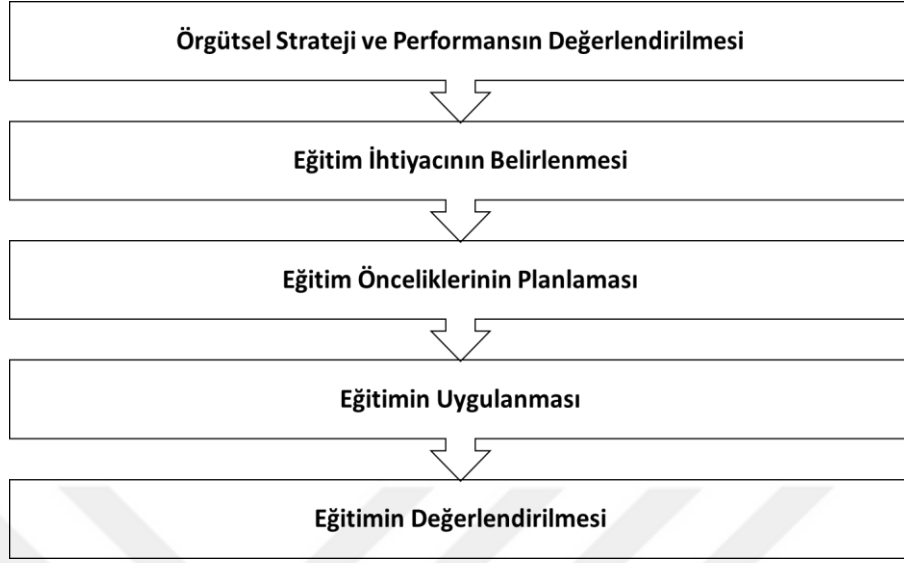 Örgütsel Strateji ve Performansın Değerlendirilmesi
Eğitim İhtiyacının Belirlenmesi
Eğitim Önceliklerinin Planlaması
Eğitimin Uygulanması
Eğitimin Değerlendirilmesi